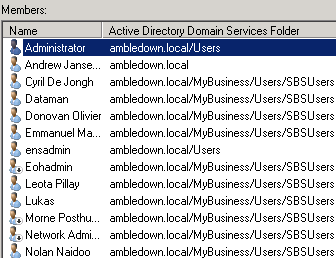 Members:
Name Active Directory Domain Services Folder
Administrator ambledown.local/Users
Andrew Janse... ambledown.local
Cyril De Jongh ambledown.local/MyBusiness/Users/SBSUsers
Dataman ambledown.local/MyBusiness/Users/SBSUsers
Donovan Olivier ambledown.local/MyBusiness/Users/SBSUsers
Emmanuel Ma... ambledown.local/MyBusiness/Users/SBSUsers
ensadmin ambledown.local/Users
Eohadmin ambledown.local/MyBusiness/Users/SBSUsers
Leota Pillay ambledown.local/MyBusiness/Users/SBSUsers
Lukas ambledown.local/MyBusiness/Users/SBSUsers
Morne Posthu... ambledown.local/MyBusiness/Users/SBSUsers
Network Admi... ambledown.local/MyBusiness/Users/SBSUsers
Nolan Naidoo ambledown.local/MyBusiness/Users/SBSUsers